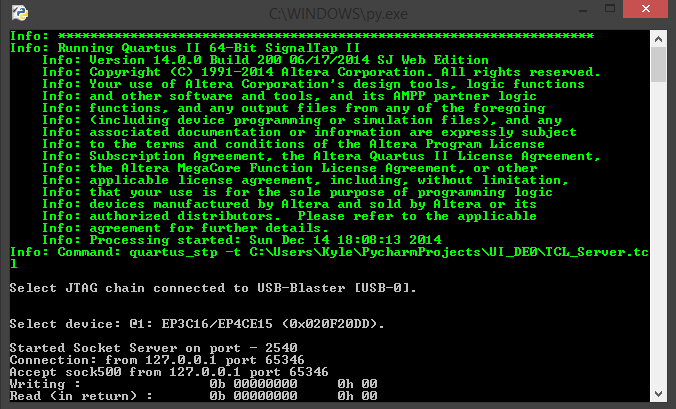 C:\WINDOWS\py.exe
Info: *******************************************************************
Info: Running Quartus II 64-Bit SignalTap II
Info: Version 14.0.0 Build 200 06/17/2014 SJ Web Edition
Info: Copyright (C) 1991-2014 Altera Corporation. All rights reserved.
Info: Your use of Altera Corporation's design tools, logic functions
Info: and other software and tools, and its AMPP partner logic
Info: functions, and any output files from any of the foregoing
Info: (including device programming or simulation files), and any
Info: associated documentation or information are expressly subject
Info: to the terms and conditions of the Altera Program License
Info: Subscription Agreement, the Altera Quartus II License Agreement,
Info: the Altera MegaCore Function License Agreement, or other
Info: applicable license agreement, including, without limitation,
Info: that your use is for the sole purpose of programming logic
Info: devices manufactured by Altera and sold by Altera or its
Info: authorized distributors.  Please refer to the applicable
Info: agreement for further details.
Info: Processing started: Sun Dec 14 18:08:13 2014
Info: Command: quartus_stp -t C:\Users\Kyle\PycharmProjects\UI_DE0\TCL_Server.tc
l
Select JTAG chain connected to USB-Blaster [USB-0].
Select device: @1: EP3C16/EP4CE15 (0x020F20DD).
Started Socket Server on port - 2540
Connection: from 127.0.0.1 port 65346
Accept sock500 from 127.0.0.1 port 65346
Writing :                0b 00000000     0h 00
Read (in return) :       0b 00000000     0h 00